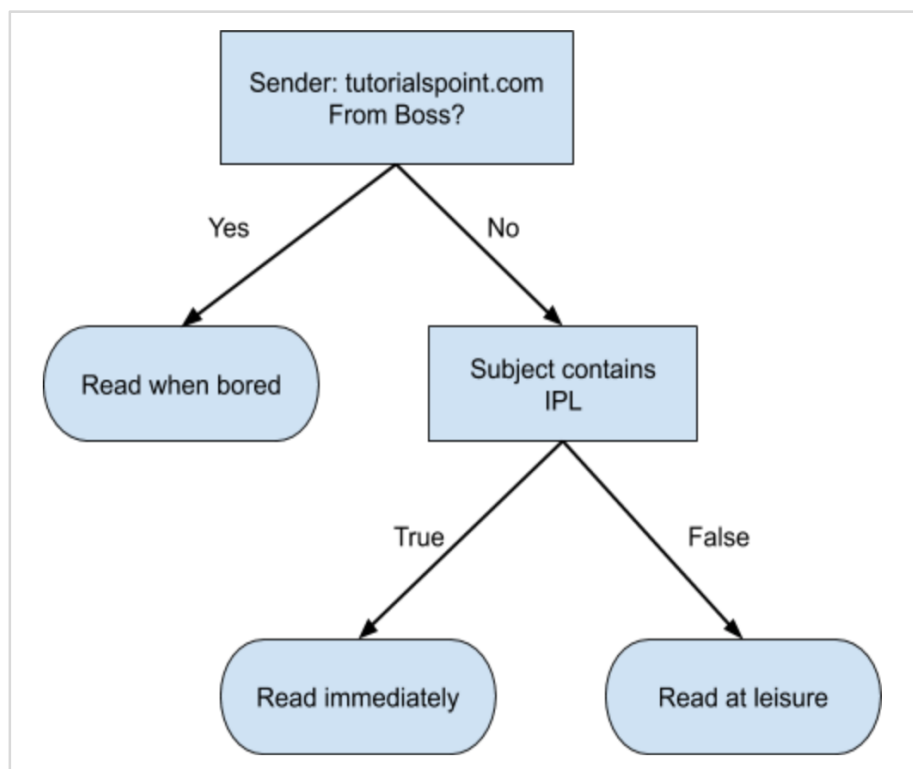 Sender: tutorialspoint.com
From Boss?
Yes
No
Read when bored
Subject contains
IPL
True
False
Read immediately
Read at leisure